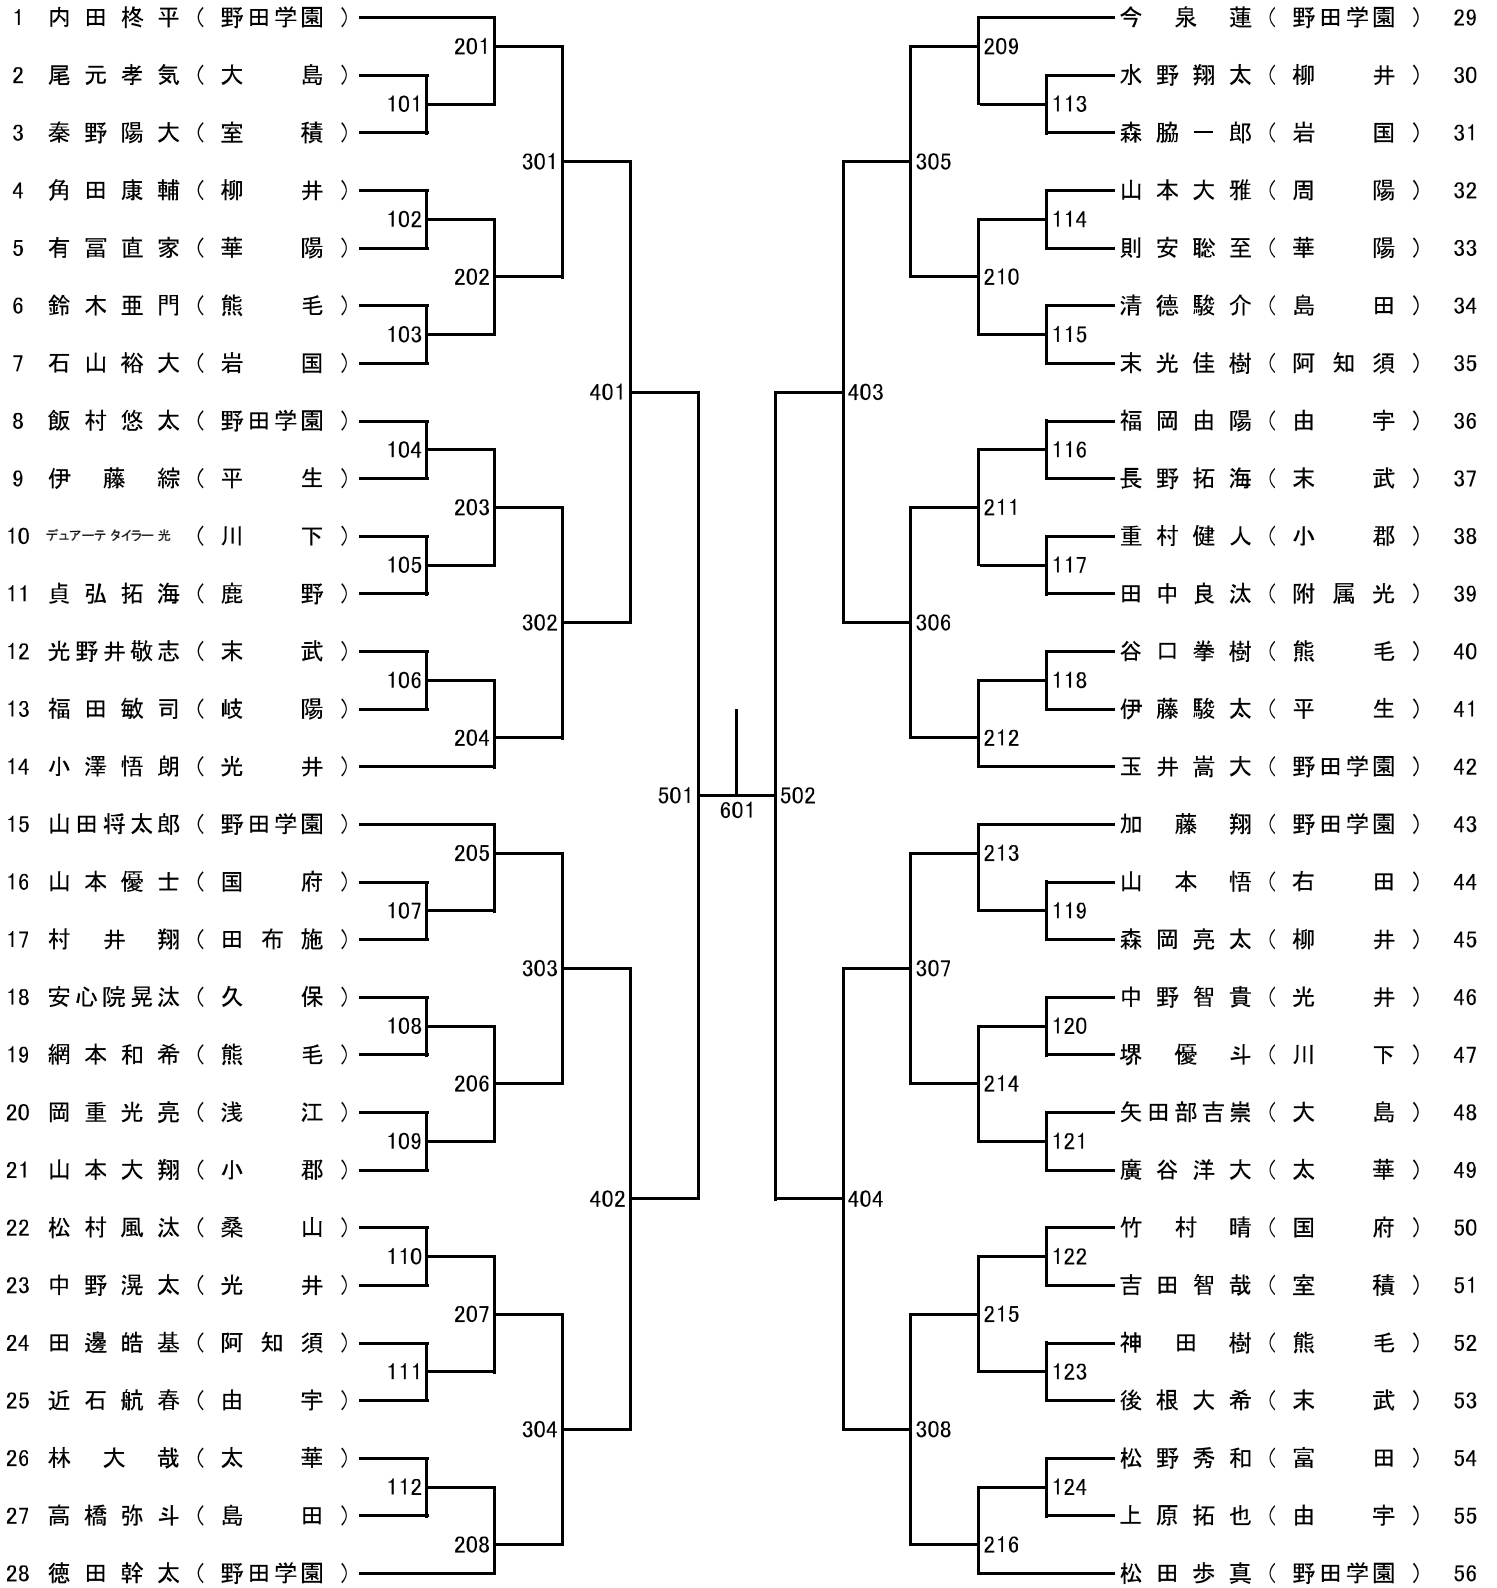 1 内田柊平（野田学園）
2 尾元孝気（大島）
3 秦野陽大（室積）
4 角田康輔（柳井）
5 有冨直家（華陽）
6 鈴木亜門（熊毛）
7 石山裕大（岩国）
8 飯村悠太（野田学園）
9 伊藤綜（平生）
10 デュアーテ タイラー 光（川下）
11 貞弘拓海（鹿野）
12 光野井敬志（末武）
13 福田敏司（岐陽）
14 小澤悟朗（光井）
15 山田将太郎（野田学園）
16 山本優士（国府）
17 村井翔（田布施）
18 安心院晃汰（久保）
19 網本和希（熊毛）
20 岡重光亮（浅江）
21 山本大翔（小郡）
22 松村風汰（桑山）
23 中野滉太（光井）
24 田邊皓基（阿知須）
25 近石航春（由宇）
26 林大哉（太華）
27 高橋弥斗（島田）
28 徳田幹太（野田学園）
101
102
103
104
105
106
107
108
109
110
111
112
201
202
203
204
205
206
207
208
301
302
303
304
401
402
501
601
502
403
404
305
306
307
308
209
210
211
212
213
214
215
216
113
114
115
116
117
118
119
120
121
122
123
124
今泉蓮（野田学園）29
水野翔太（柳井）30
森脇一郎（岩国）31
山本大雅（周陽）32
則安聡至（華陽）33
清徳駿介（島田）34
末光佳樹（阿知須）35
福岡由陽（由宇）36
長野拓海（末武）37
重村健人（小郡）38
田中良汰（附属光）39
谷口拳樹（熊毛）40
伊藤駿太（平生）41
玉井嵩大（野田学園）42
加藤翔（野田学園）43
山本悟（右田）44
森岡亮太（柳井）45
中野智貴（光井）46
堺優斗（川下）47
矢田部吉崇（大島）48
廣谷洋大（太華）49
竹村晴（国府）50
吉田智哉（室積）51
神田樹（熊毛）52
後根大希（末武）53
松野秀和（富田）54
上原拓也（由宇）55
松田歩真（野田学園）56